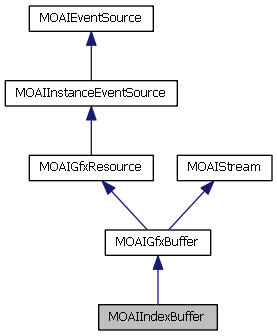 MOAIEventSource
MOAIInstanceEventSource
MOAIGfxResource
MOAIStream
MOAIGfxBuffer
MOAIIndexBuffer